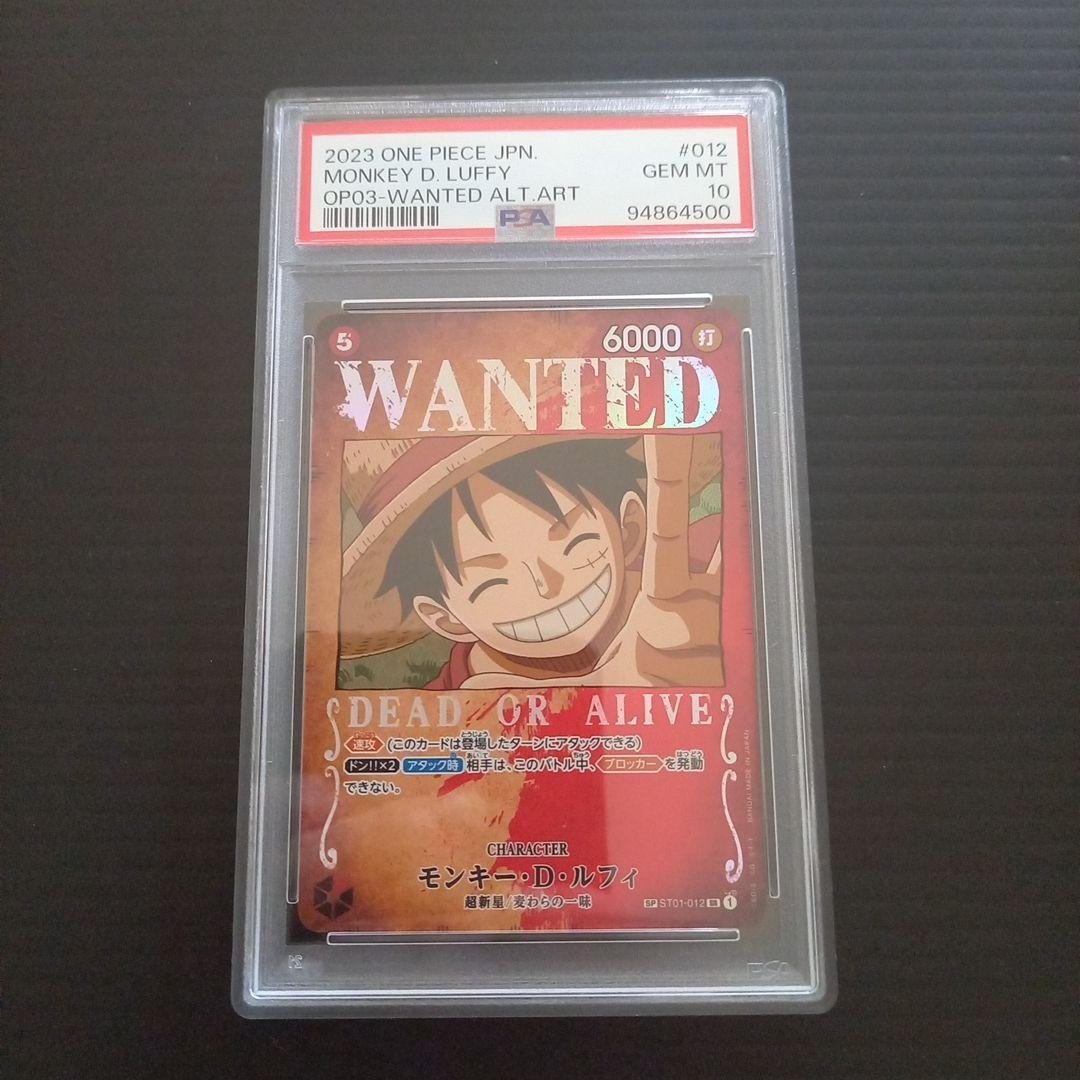 2023 ONE PIECE JPN. #012
MONKEY D. LUFFY GEM MT
OP03-WANTED ALT.ART 10
PSA 94864500
5 6000 打
WANTED
DEAD OR ALIVE
速攻 (このカードは登場したターンにアタックできる)
ドン!!×2 アタック時 相手は、このバトル中、ブロッカーを発動
できない。
CHARACTER
モンキー・D・ルフィ
超新星/麦わらの一味
SP ST01-012 SR 1
BANDAI MADE IN JAPAN